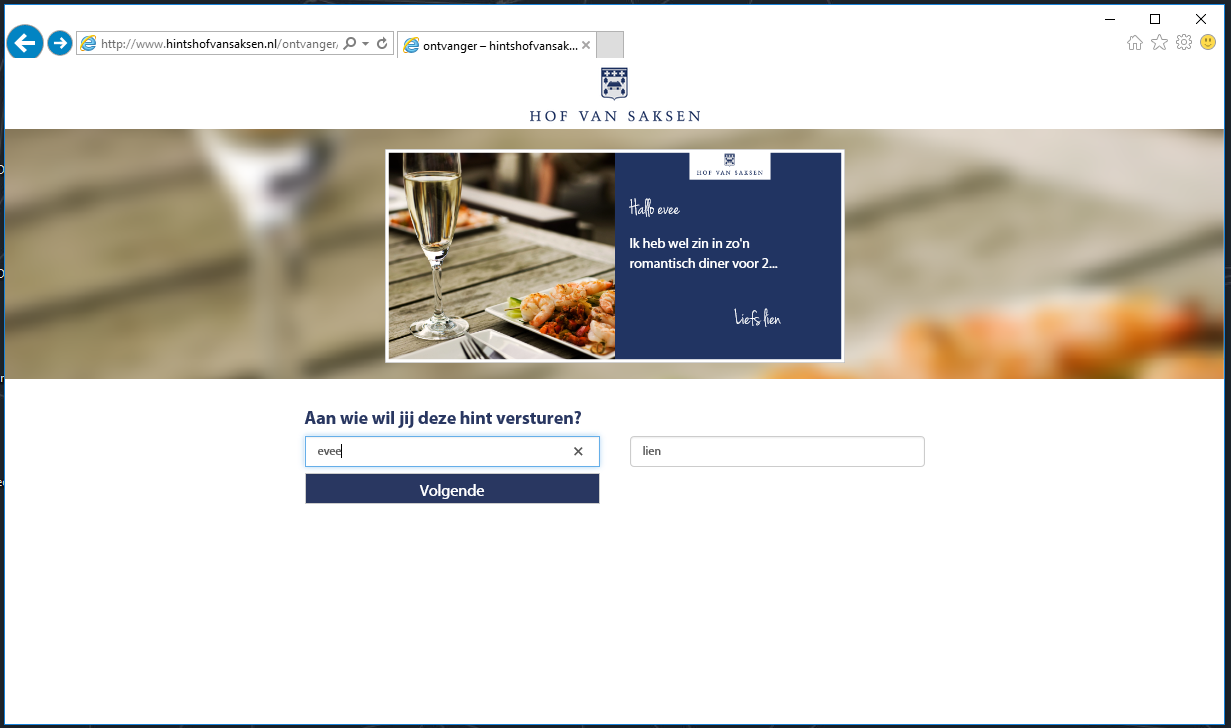 http://www.hintshofvansaksen.nl/ontvanger/
ontvanger – hintshofvansak...
HOF VAN SAKSEN
HOF VAN SAKSEN
Hallo evee
Ik heb wel zin in zo'n
romantisch diner voor 2...
Liefs lien
Aan wie wil jij deze hint versturen?
evee
lien
Volgende